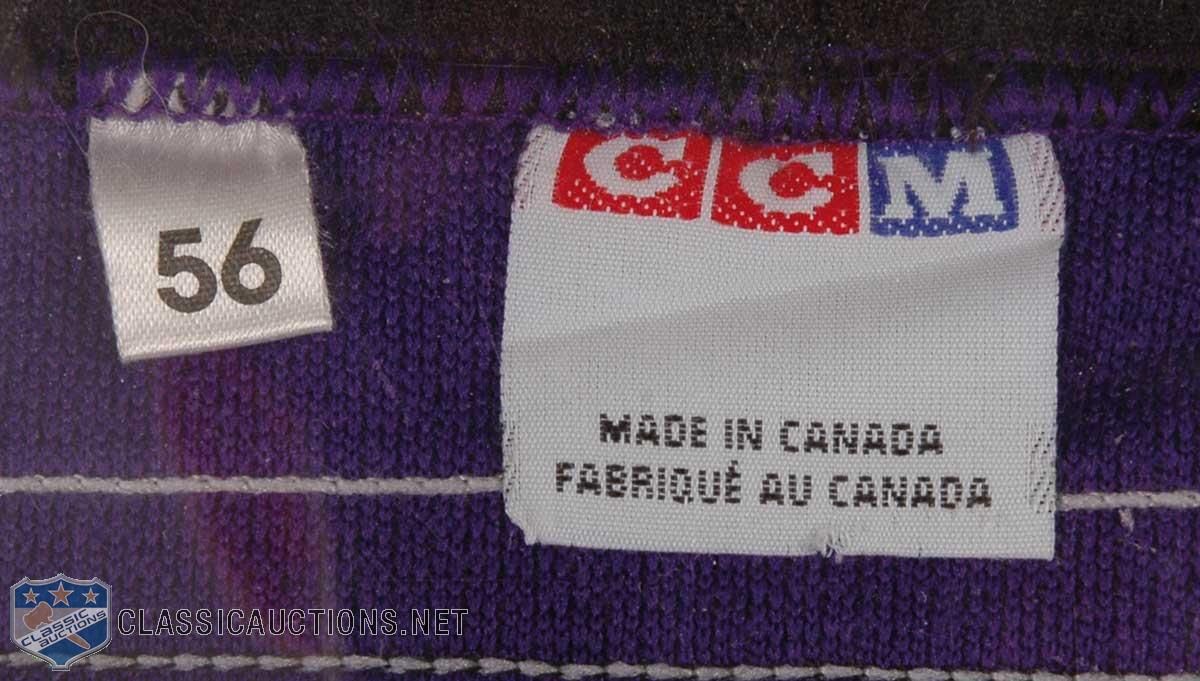 56
CCM
MADE IN CANADA
FABRIQUÉ AU CANADA
CLASSIC
AUCTIONS
CLASSICAUCTIONS.NET